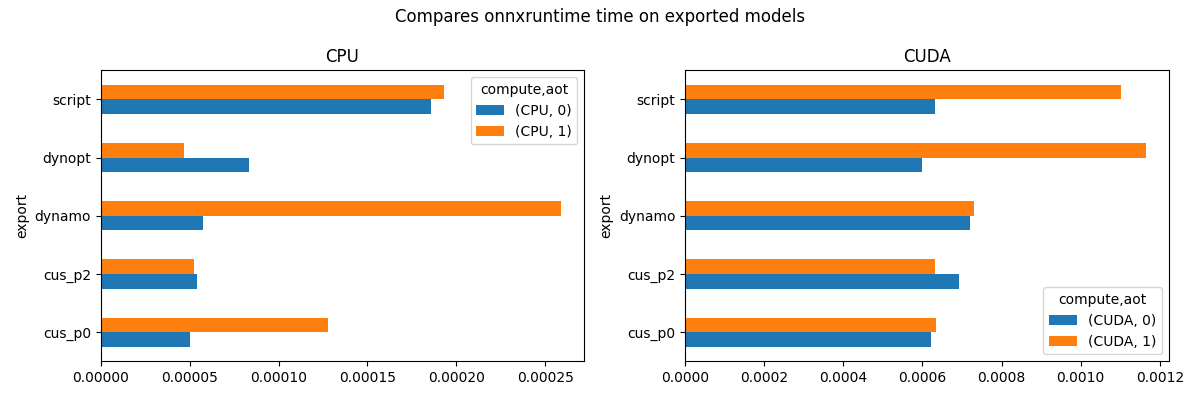 Compares onnxruntime time on exported models
CPU
export
script
dynopt
dynamo
cus_p2
cus_p0
compute,aot
(CPU, 0)
(CPU, 1)
0.00000 0.00005 0.00010 0.00015 0.00020 0.00025
CUDA
export
script
dynopt
dynamo
cus_p2
cus_p0
compute,aot
(CUDA, 0)
(CUDA, 1)
0.0000 0.0002 0.0004 0.0006 0.0008 0.0010 0.0012